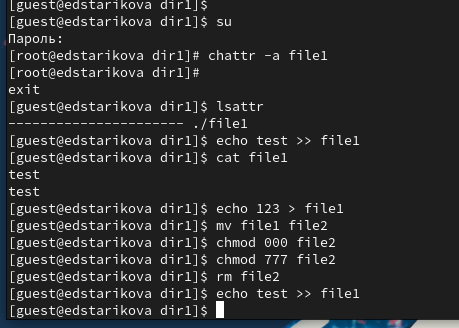 [guest@edstarikova dir1]$
[guest@edstarikova dir1]$ su
Пароль:
[root@edstarikova dir1]# chattr -a file1
[root@edstarikova dir1]#
exit
[guest@edstarikova dir1]$ lsattr
---------------------- ./file1
[guest@edstarikova dir1]$ echo test >> file1
[guest@edstarikova dir1]$ cat file1
test
test
[guest@edstarikova dir1]$ echo 123 > file1
[guest@edstarikova dir1]$ mv file1 file2
[guest@edstarikova dir1]$ chmod 000 file2
[guest@edstarikova dir1]$ chmod 777 file2
[guest@edstarikova dir1]$ rm file2
[guest@edstarikova dir1]$ echo test >> file1
[guest@edstarikova dir1]$